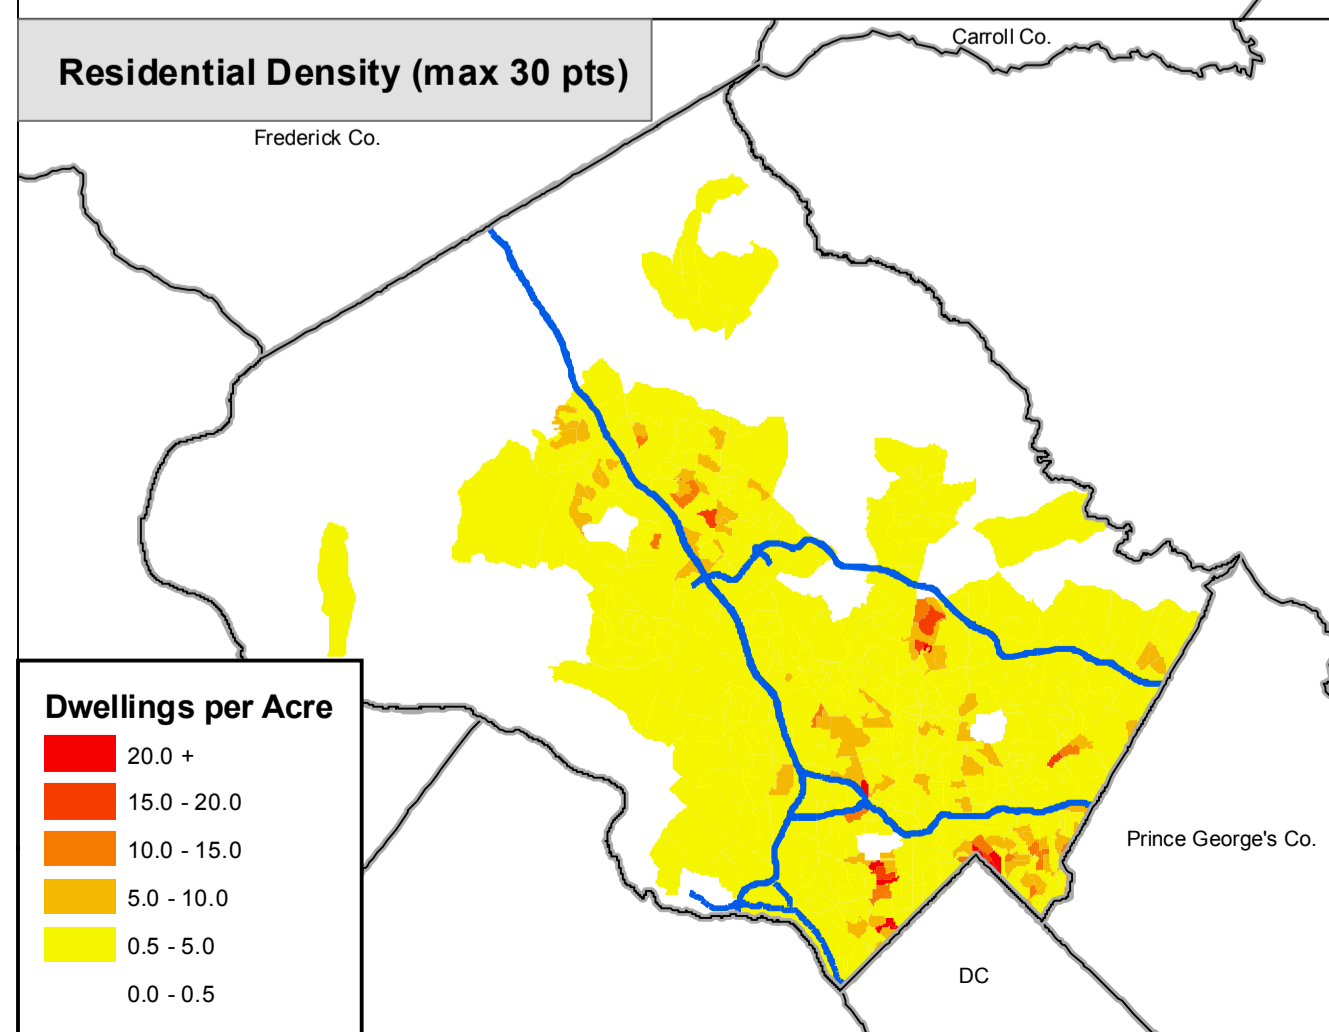 Carroll Co.
Residential Density (max 30 pts)
Frederick Co.
Dwellings per Acre
20.0 +
15.0 - 20.0
10.0 - 15.0
5.0 - 10.0
0.5 - 5.0
0.0 - 0.5
Prince George's Co.
DC